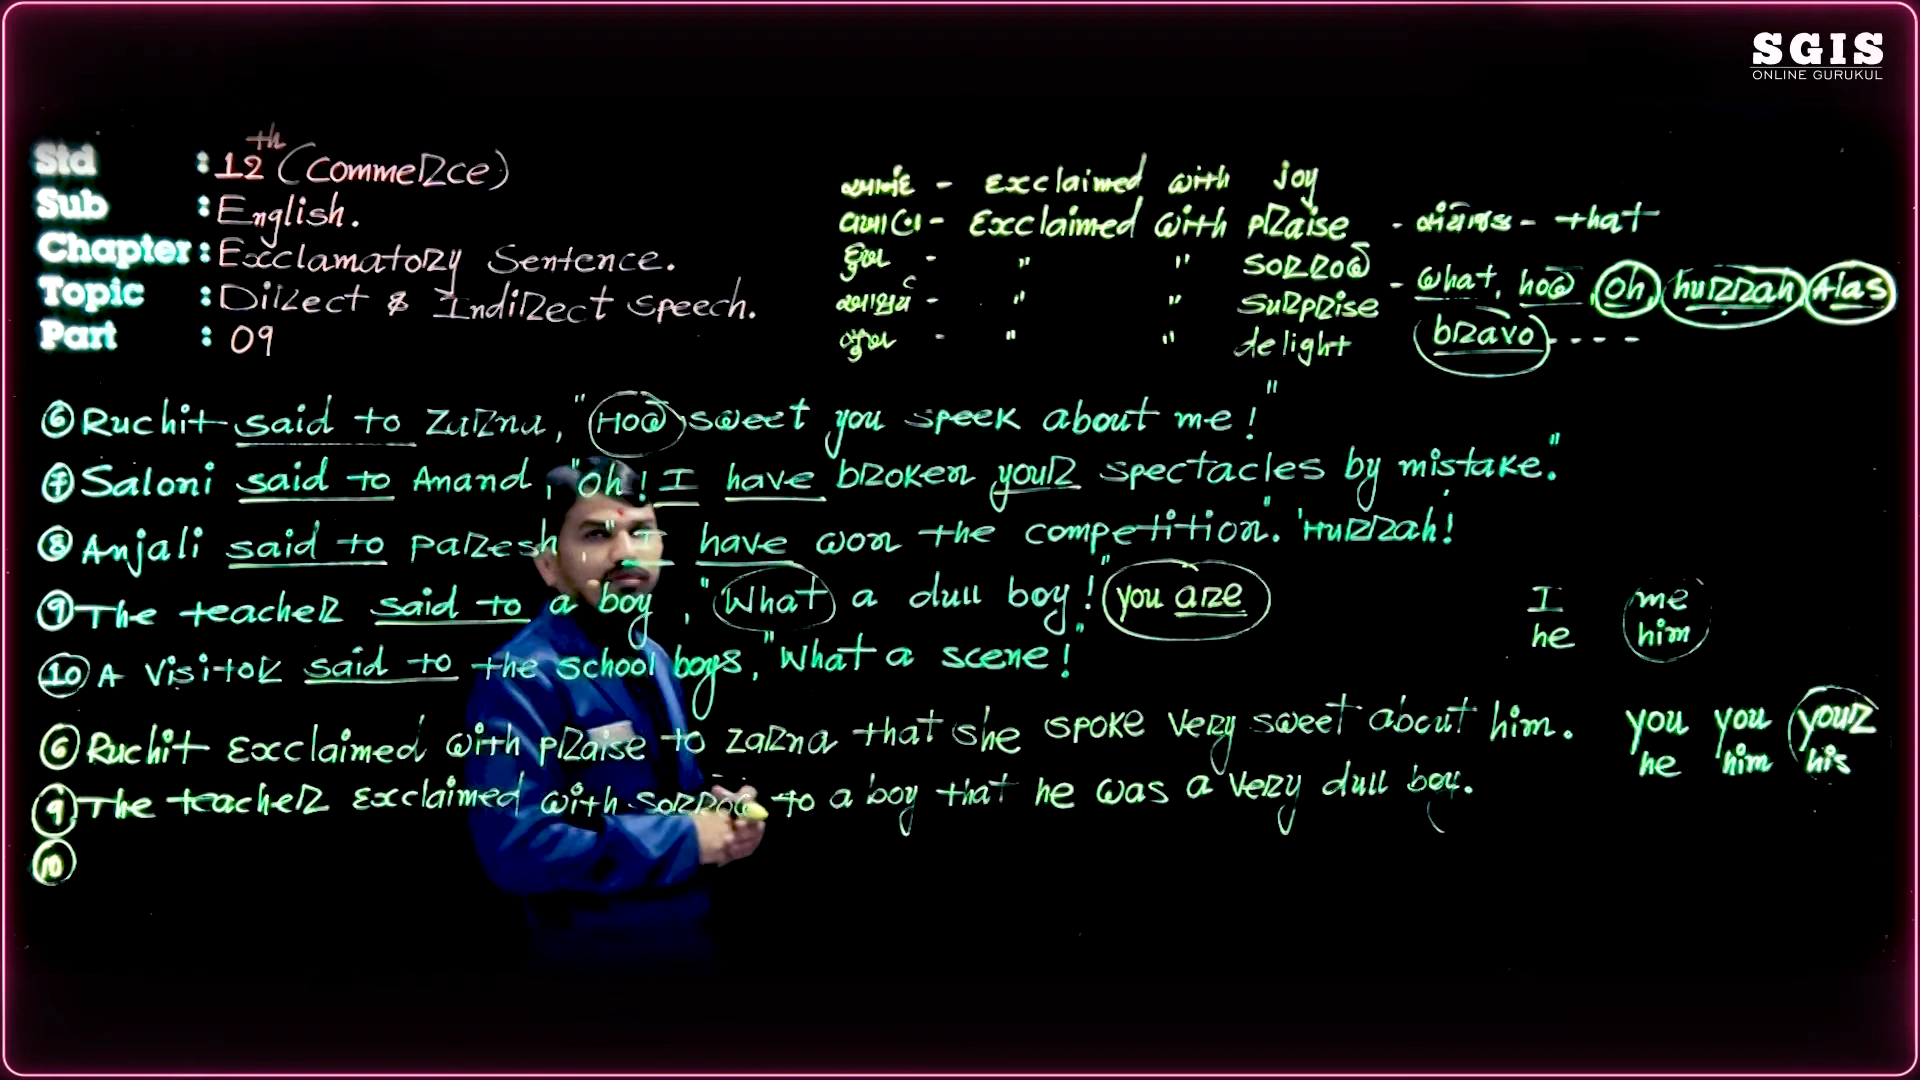 SGIS
ONLINE GURUKUL
Std : 12th (Commerce)
Sub : English.
Chapter : Exclamatory Sentence.
Topic : Direct & Indirect speech.
Part : 09
આનંદ - Exclaimed with joy
વખાણ - Exclaimed with praise - સંયોજક - that
દુઃખ - " " sorrow
આશ્ચર્ય - " " surprise - what, how, oh, hurrah, Alas
ખુશ - " " delight bravo - - - -
⑥ Ruchit said to Zarna, "How sweet you speek about me!"
⑦ Saloni said to Anand, "oh! I have broken your spectacles by mistake."
⑧ Anjali said to paresh, "I have won the competition". 'Hurrah!
⑨ The teacher said to a boy, "What a dull boy!" you are
⑩ A visitor said to the school boys, "What a scene!"
I me
he him
⑥ Ruchit Exclaimed with praise to Zarna that she spoke very sweet about him.
you you your
he him his
⑨ The teacher Exclaimed with sorrow to a boy that he was a very dull boy.
⑩